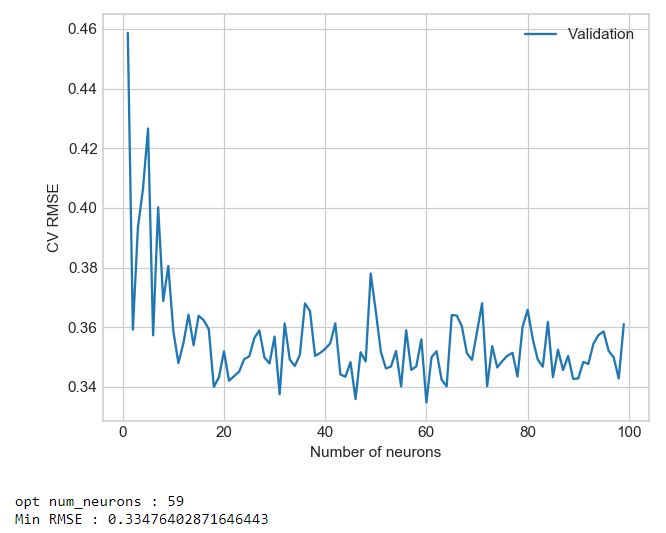 0.46
0.44
0.42
0.40
0.38
0.36
0.34
CV RMSE
Validation
0 20 40 60 80 100
Number of neurons
opt num_neurons : 59
Min RMSE : 0.33476402871646443